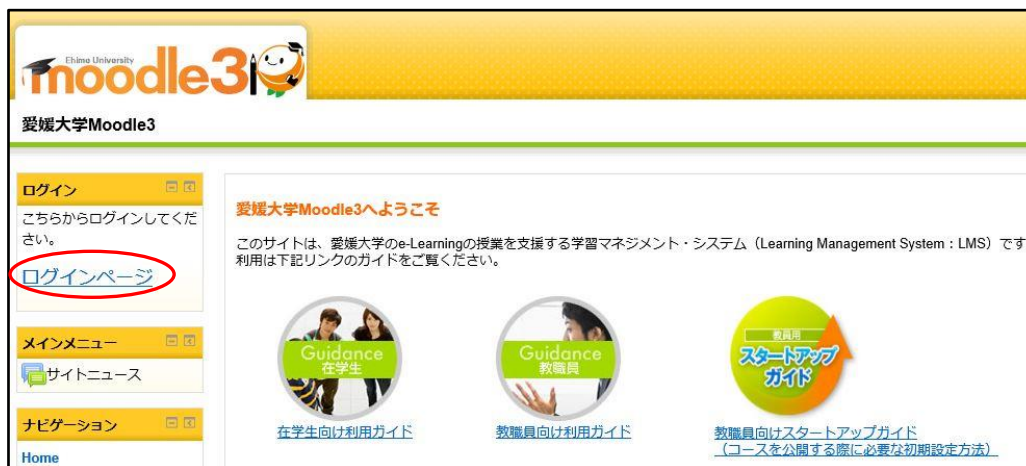 Ehime University
moodle3
愛媛大学Moodle3
ログイン
こちらからログインしてくだ
さい。
ログインページ
メインメニュー
サイトニュース
ナビゲーション
Home
愛媛大学Moodle3へようこそ
このサイトは、愛媛大学のe-Learningの授業を支援する学習マネジメント・システム（Learning Management System：LMS）です
利用は下記リンクのガイドをご覧ください。
Guidance
在学生
在学生向け利用ガイド
Guidance
教職員
教職員向け利用ガイド
教員用
スタートアップ
ガイド
教職員向けスタートアップガイド
（コースを公開する際に必要な初期設定方法）